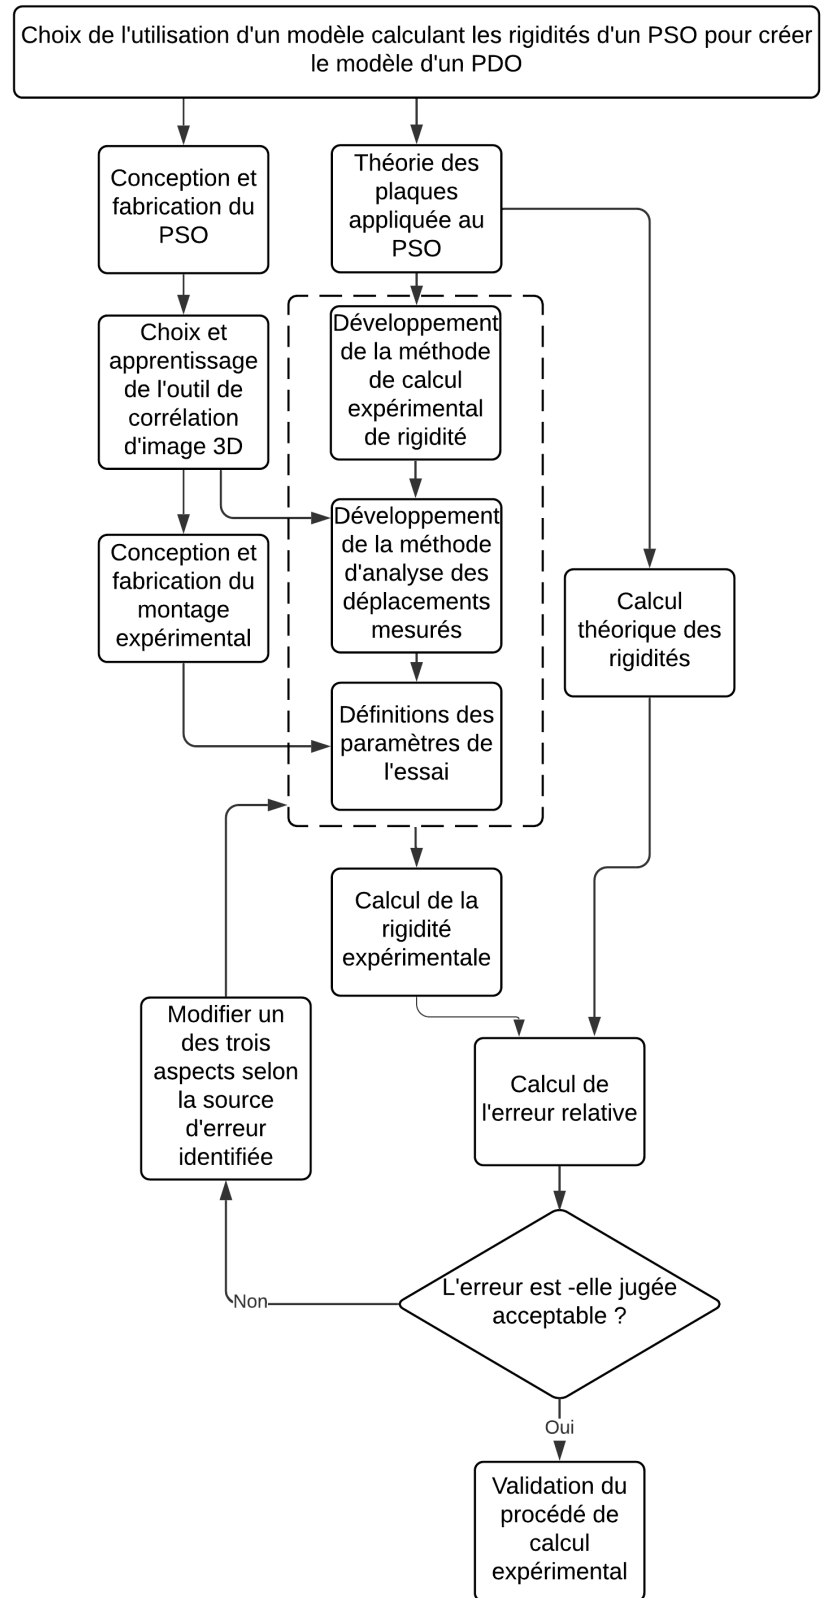 Choix de l'utilisation d'un modèle calculant les rigidités d'un PSO pour créer
le modèle d'un PDO
Conception et
fabrication du
PSO
Théorie des
plaques
appliquée au
PSO
Choix et
apprentissage
de l'outil de
corrélation
d'image 3D
Développement
de la méthode
de calcul
expérimental
de rigidité
Développement
de la méthode
d'analyse des
déplacements
mesurés
Conception et
fabrication du
montage
expérimental
Calcul
théorique des
rigidités
Définitions des
paramètres de
l'essai
Calcul de la
rigidité
expérimentale
Modifier un
des trois
aspects selon
la source
d'erreur
identifiée
Calcul de
l'erreur relative
L'erreur est -elle jugée
acceptable ?
Non
Oui
Validation du
procédé de
calcul
expérimental